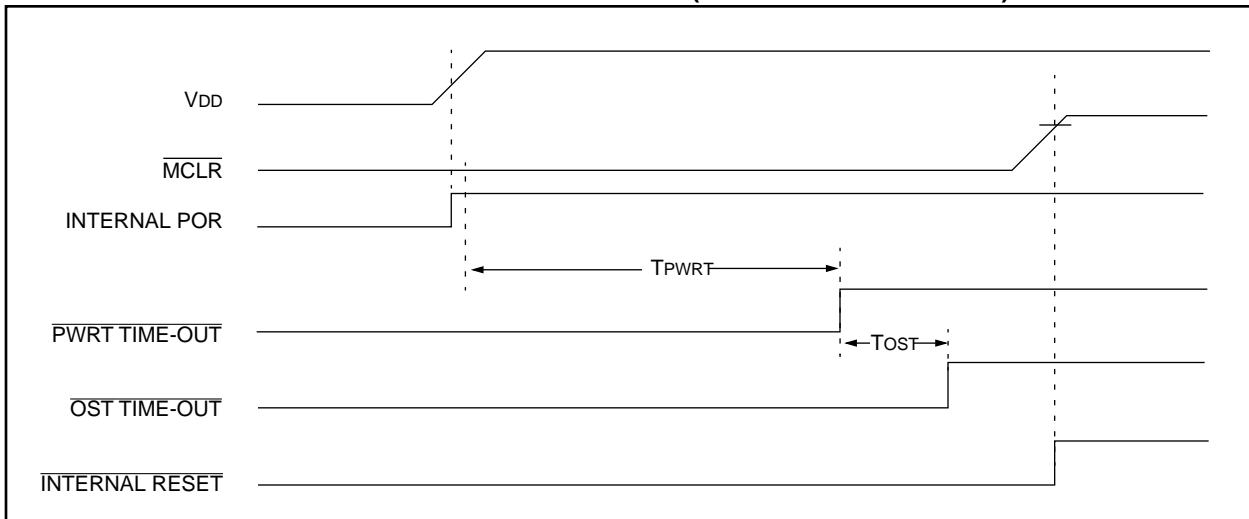 VDD
MCLR
INTERNAL POR
TPWRT
PWRT TIME-OUT
TOST
OST TIME-OUT
INTERNAL RESET